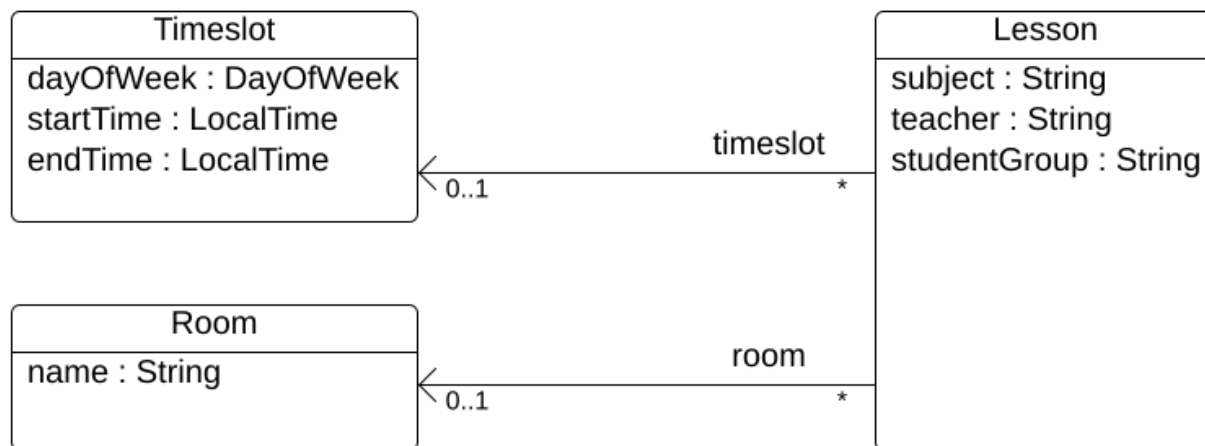 Timeslot
dayOfWeek : DayOfWeek
startTime : LocalTime
endTime : LocalTime
timeslot
0..1
*
Lesson
subject : String
teacher : String
studentGroup : String
Room
name : String
room
0..1
*